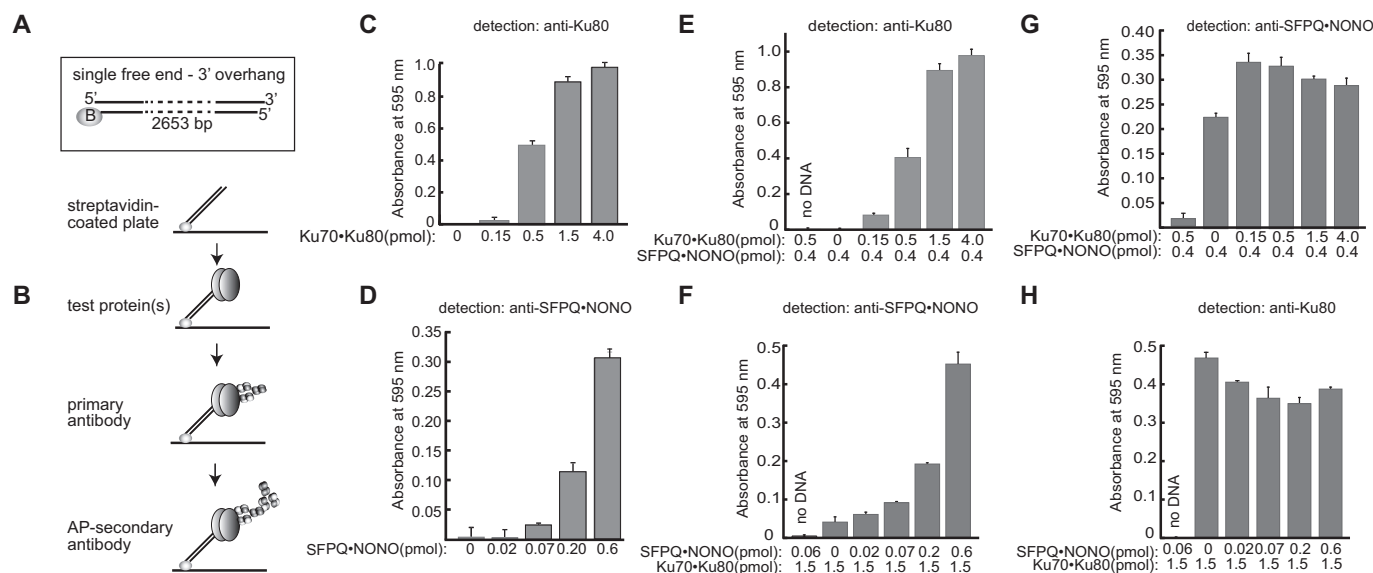 A
single free end - 3’ overhang
5’ 3’
B 5’
2653 bp
B
streptavidin-
coated plate
test protein(s)
primary
antibody
AP-secondary
antibody
C
detection: anti-Ku80
Absorbance at 595 nm
1.0
0.8
0.6
0.4
0.2
0
Ku70•Ku80(pmol): 0 0.15 0.5 1.5 4.0
D
detection: anti-SFPQ•NONO
Absorbance at 595 nm
0.35
0.30
0.25
0.20
0.15
0.10
0.05
SFPQ•NONO(pmol): 0 0.02 0.07 0.20 0.6
E
detection: anti-Ku80
Absorbance at 595 nm
1.0
0.8
0.6
0.4
0.2
0
no DNA
Ku70•Ku80(pmol): 0.5 0 0.15 0.5 1.5 4.0
SFPQ•NONO(pmol): 0.4 0.4 0.4 0.4 0.4 0.4
F
detection: anti-SFPQ•NONO
Absorbance at 595 nm
0.5
0.4
0.3
0.2
0.1
0
no DNA
SFPQ•NONO(pmol): 0.06 0 0.02 0.07 0.2 0.6
Ku70•Ku80(pmol): 1.5 1.5 1.5 1.5 1.5 1.5
G
detection: anti-SFPQ•NONO
Absorbance at 595 nm
0.40
0.35
0.30
0.25
0.30
0.15
0.10
0.05
Ku70•Ku80(pmol): 0.5 0 0.15 0.5 1.5 4.0
SFPQ•NONO(pmol): 0.4 0.4 0.4 0.4 0.4 0.4
H
detection: anti-Ku80
Absorbance at 595 nm
0.5
0.4
0.3
0.2
0.1
0
no DNA
SFPQ•NONO(pmol): 0.06 0 0.02 0.07 0.2 0.6
Ku70•Ku80(pmol): 1.5 1.5 1.5 1.5 1.5 1.5